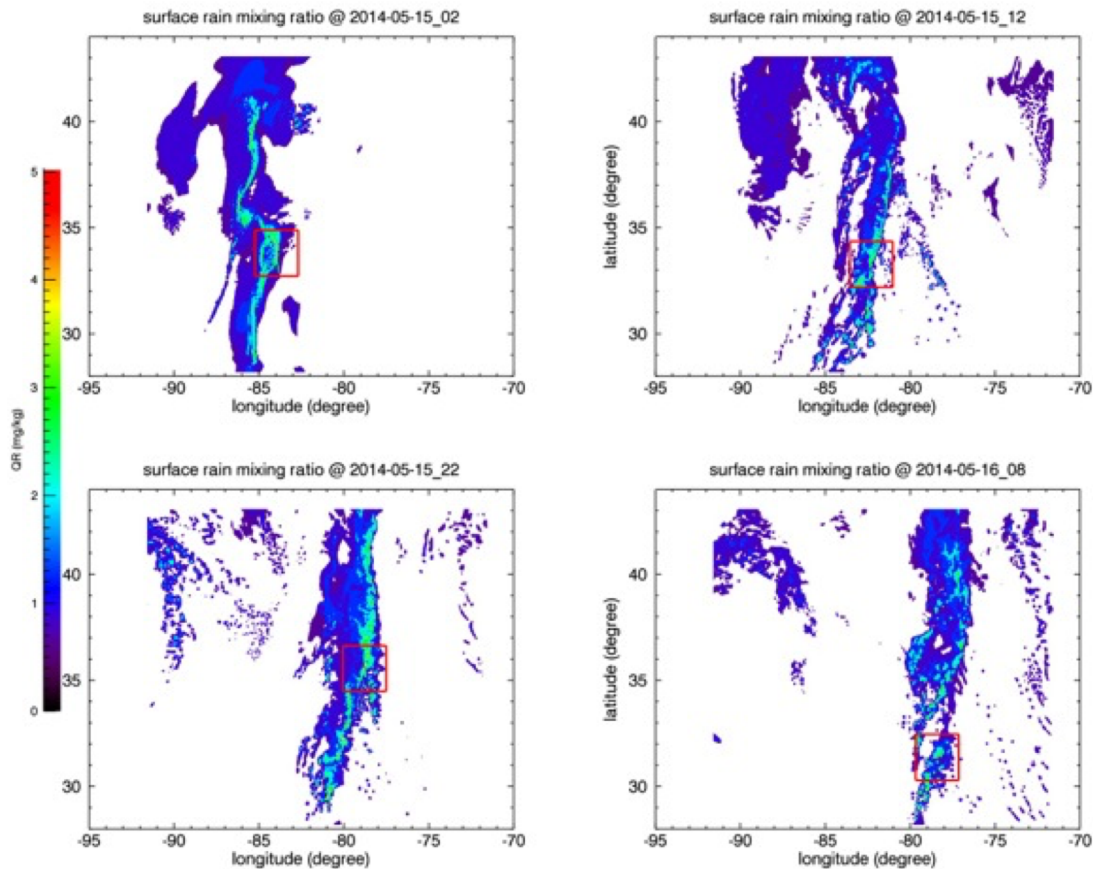 surface rain mixing ratio @ 2014-05-15_02
40
35
30
-95 -90 -85 -80 -75 -70
longitude (degree)
surface rain mixing ratio @ 2014-05-15_12
latitude (degree)
40
35
30
-95 -90 -85 -80 -75 -70
longitude (degree)
QR (mg/kg)
5
4
3
2
1
0
surface rain mixing ratio @ 2014-05-15_22
40
35
30
-95 -90 -85 -80 -75 -70
longitude (degree)
surface rain mixing ratio @ 2014-05-16_08
latitude (degree)
40
35
30
-95 -90 -85 -80 -75 -70
longitude (degree)